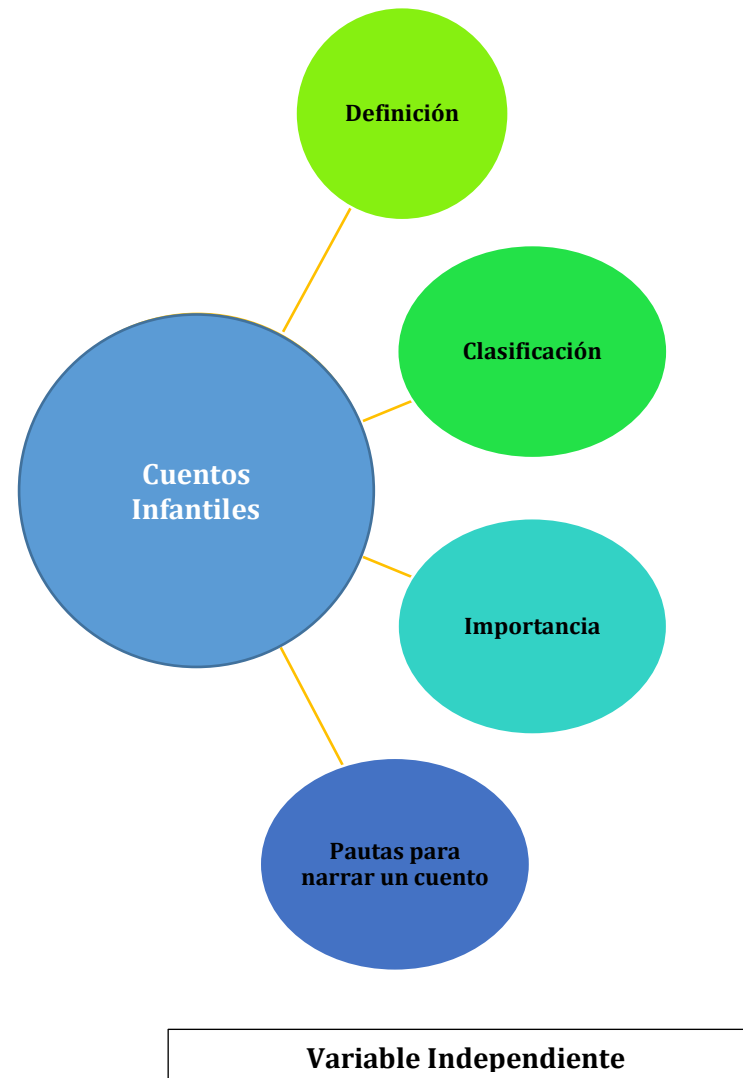 Definición
Clasificación
Cuentos
Infantiles
Importancia
Pautas para
narrar un cuento
Variable Independiente